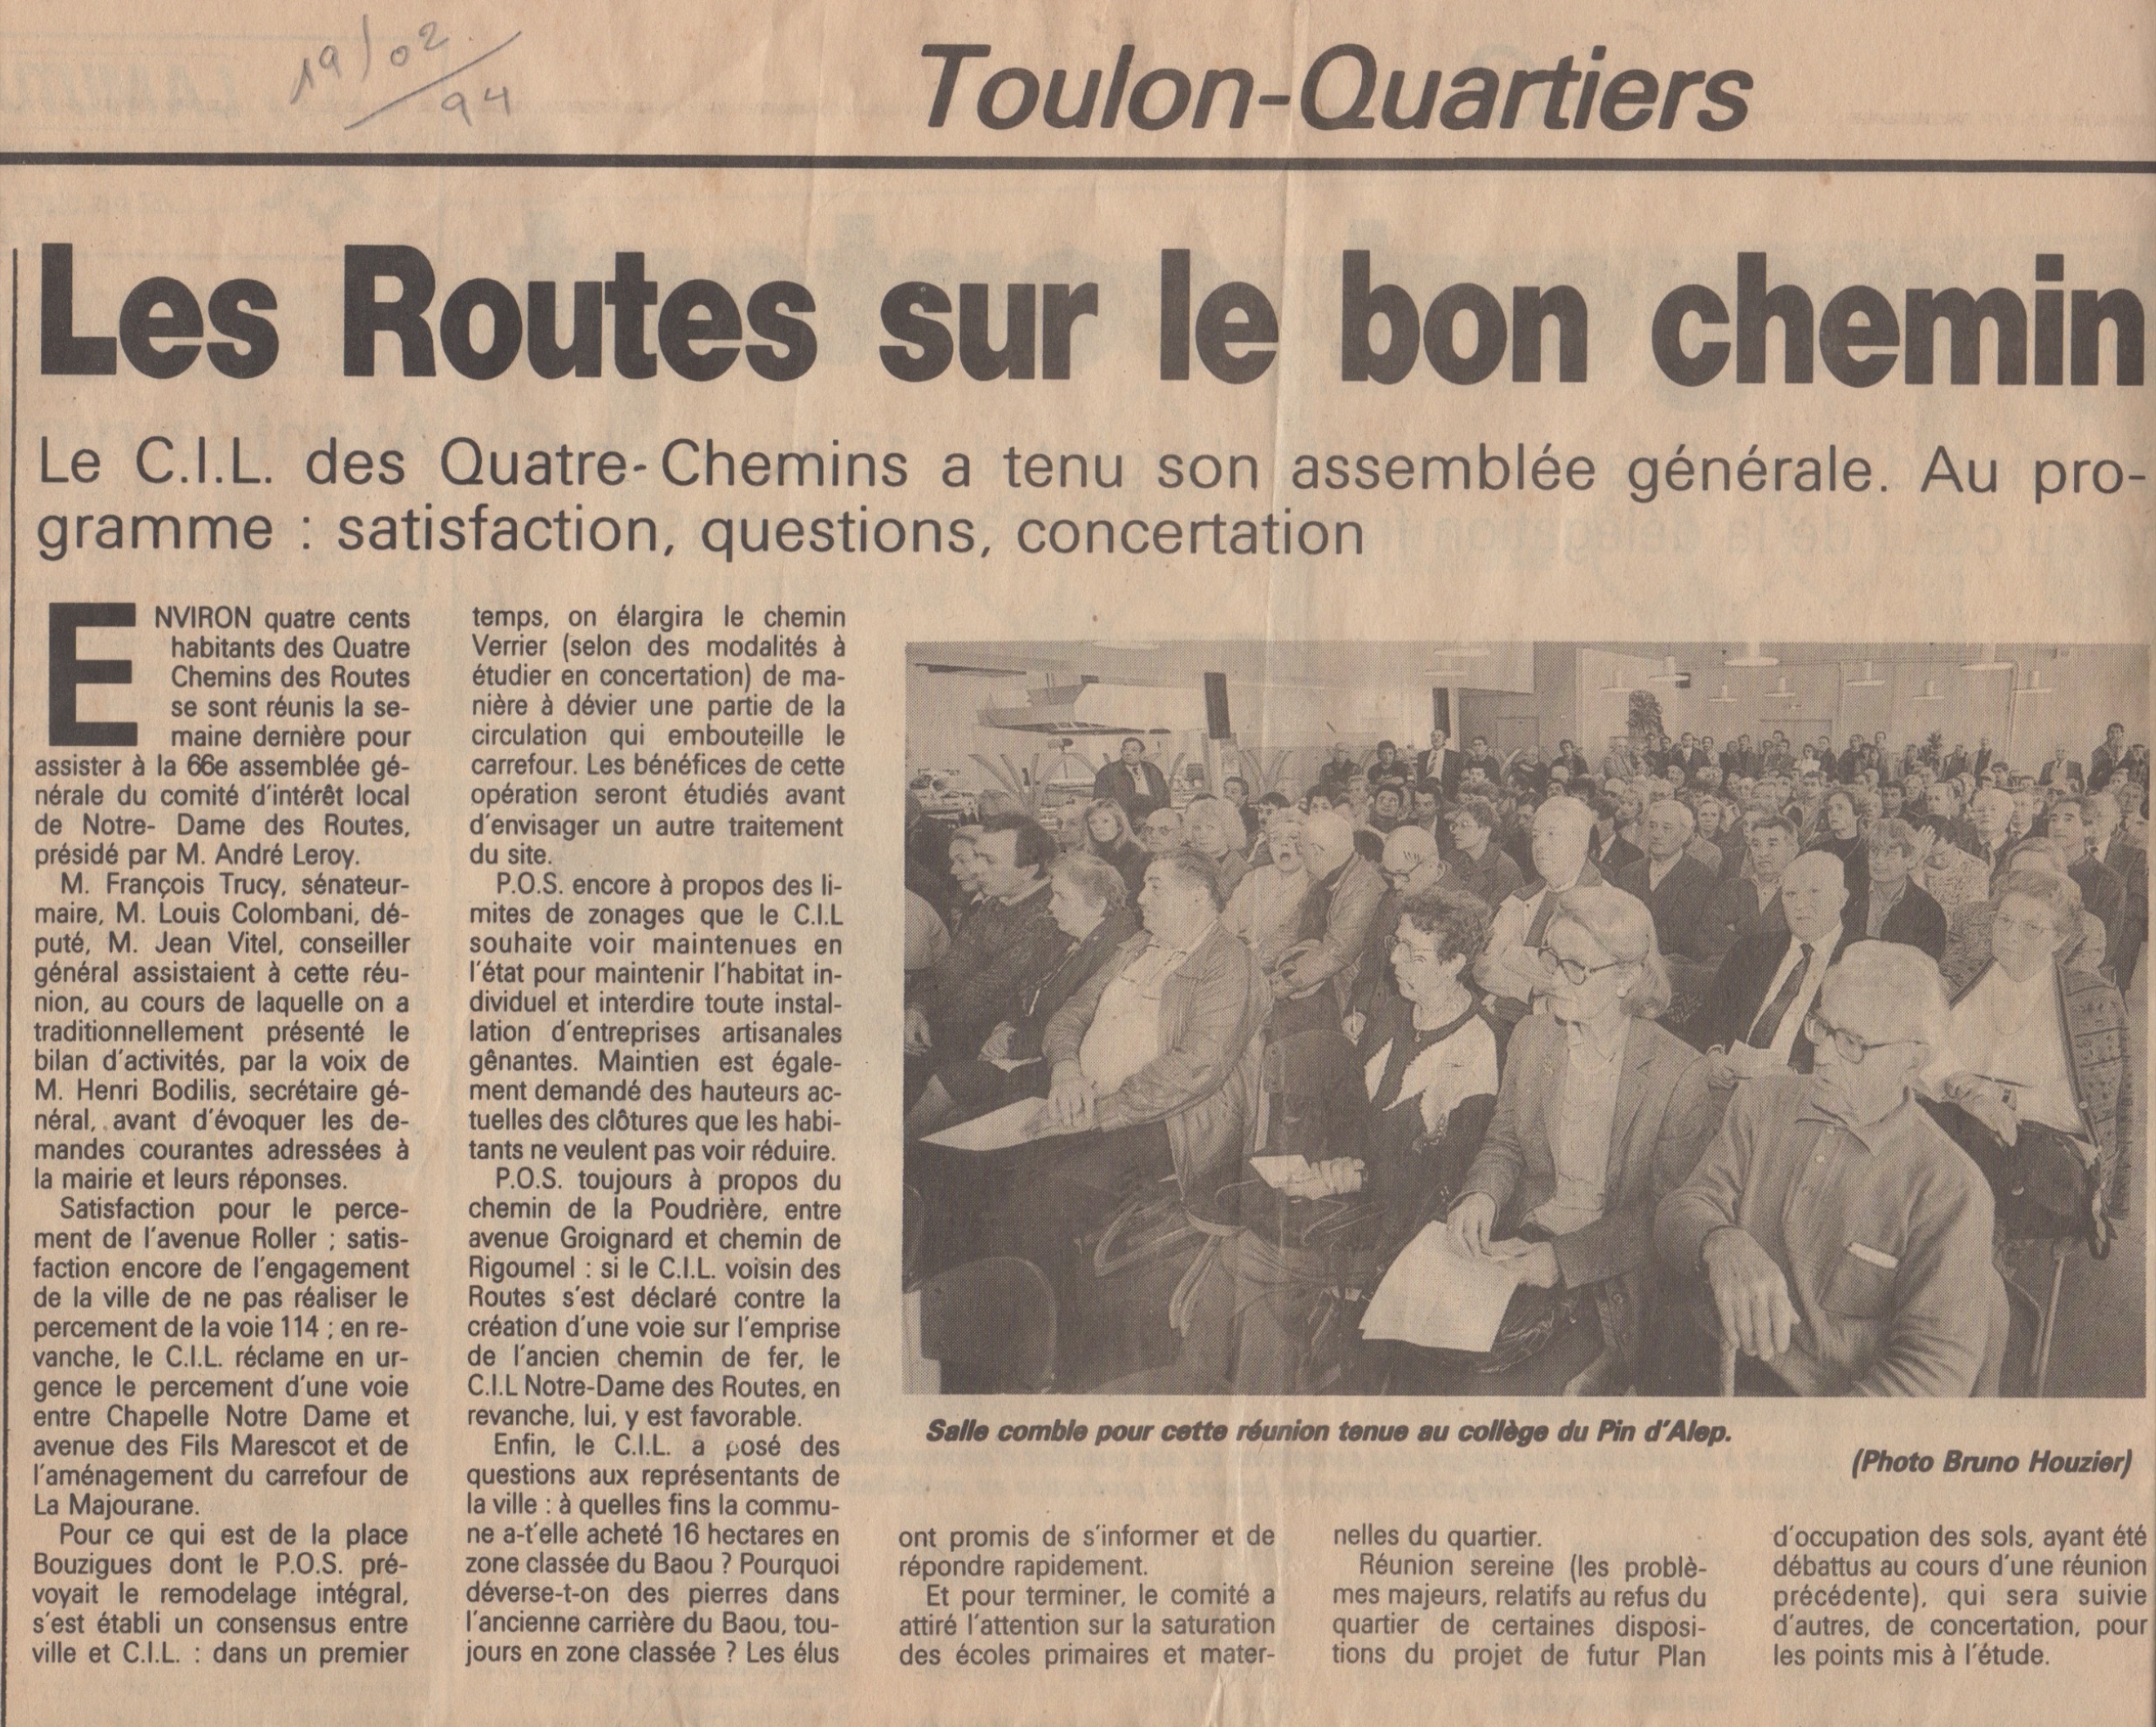 19/02/94
Toulon-Quartiers
Les Routes sur le bon chemin
Le C.I.L. des Quatre-Chemins a tenu son assemblée générale. Au pro-
gramme : satisfaction, questions, concertation
ENVIRON quatre cents
habitants des Quatre
Chemins des Routes
se sont réunis la se-
maine dernière pour
assister à la 66e assemblée gé-
nérale du comité d'intérêt local
de Notre- Dame des Routes,
présidé par M. André Leroy.
M. François Trucy, sénateur-
maire, M. Louis Colombani, dé-
puté, M. Jean Vitel, conseiller
général assistaient à cette réu-
nion, au cours de laquelle on a
traditionnellement présenté le
bilan d'activités, par la voix de
M. Henri Bodilis, secrétaire gé-
néral, avant d'évoquer les de-
mandes courantes adressées à
la mairie et leurs réponses.
Satisfaction pour le perce-
ment de l'avenue Roller ; satis-
faction encore de l'engagement
de la ville de ne pas réaliser le
percement de la voie 114 ; en re-
vanche, le C.I.L. réclame en ur-
gence le percement d'une voie
entre Chapelle Notre Dame et
avenue des Fils Marescot et de
l'aménagement du carrefour de
La Majourane.
Pour ce qui est de la place
Bouzigues dont le P.O.S. pré-
voyait le remodelage intégral,
s'est établi un consensus entre
ville et C.I.L. : dans un premier
temps, on élargira le chemin
Verrier (selon des modalités à
étudier en concertation) de ma-
nière à dévier une partie de la
circulation qui embouteille le
carrefour. Les bénéfices de cette
opération seront étudiés avant
d'envisager un autre traitement
du site.
P.O.S. encore à propos des li-
mites de zonages que le C.I.L
souhaite voir maintenues en
l'état pour maintenir l'habitat in-
dividuel et interdire toute instal-
lation d'entreprises artisanales
gênantes. Maintien est égale-
ment demandé des hauteurs ac-
tuelles des clôtures que les habi-
tants ne veulent pas voir réduire.
P.O.S. toujours à propos du
chemin de la Poudrière, entre
avenue Groignard et chemin de
Rigoumel : si le C.I.L. voisin des
Routes s'est déclaré contre la
création d'une voie sur l'emprise
de l'ancien chemin de fer, le
C.I.L Notre-Dame des Routes, en
revanche, lui, y est favorable.
Enfin, le C.I.L. a posé des
questions aux représentants de
la ville : à quelles fins la commu-
ne a-t'elle acheté 16 hectares en
zone classée du Baou ? Pourquoi
déverse-t-on des pierres dans
l'ancienne carrière du Baou, tou-
jours en zone classée ? Les élus
Salle comble pour cette réunion tenue au collège du Pin d'Alep.
(Photo Bruno Houzier)
ont promis de s'informer et de
répondre rapidement.
Et pour terminer, le comité a
attiré l'attention sur la saturation
des écoles primaires et mater-
nelles du quartier.
Réunion sereine (les problè-
mes majeurs, relatifs au refus du
quartier de certaines disposi-
tions du projet de futur Plan
d'occupation des sols, ayant été
débattus au cours d'une réunion
précédente), qui sera suivie
d'autres, de concertation, pour
les points mis à l'étude.